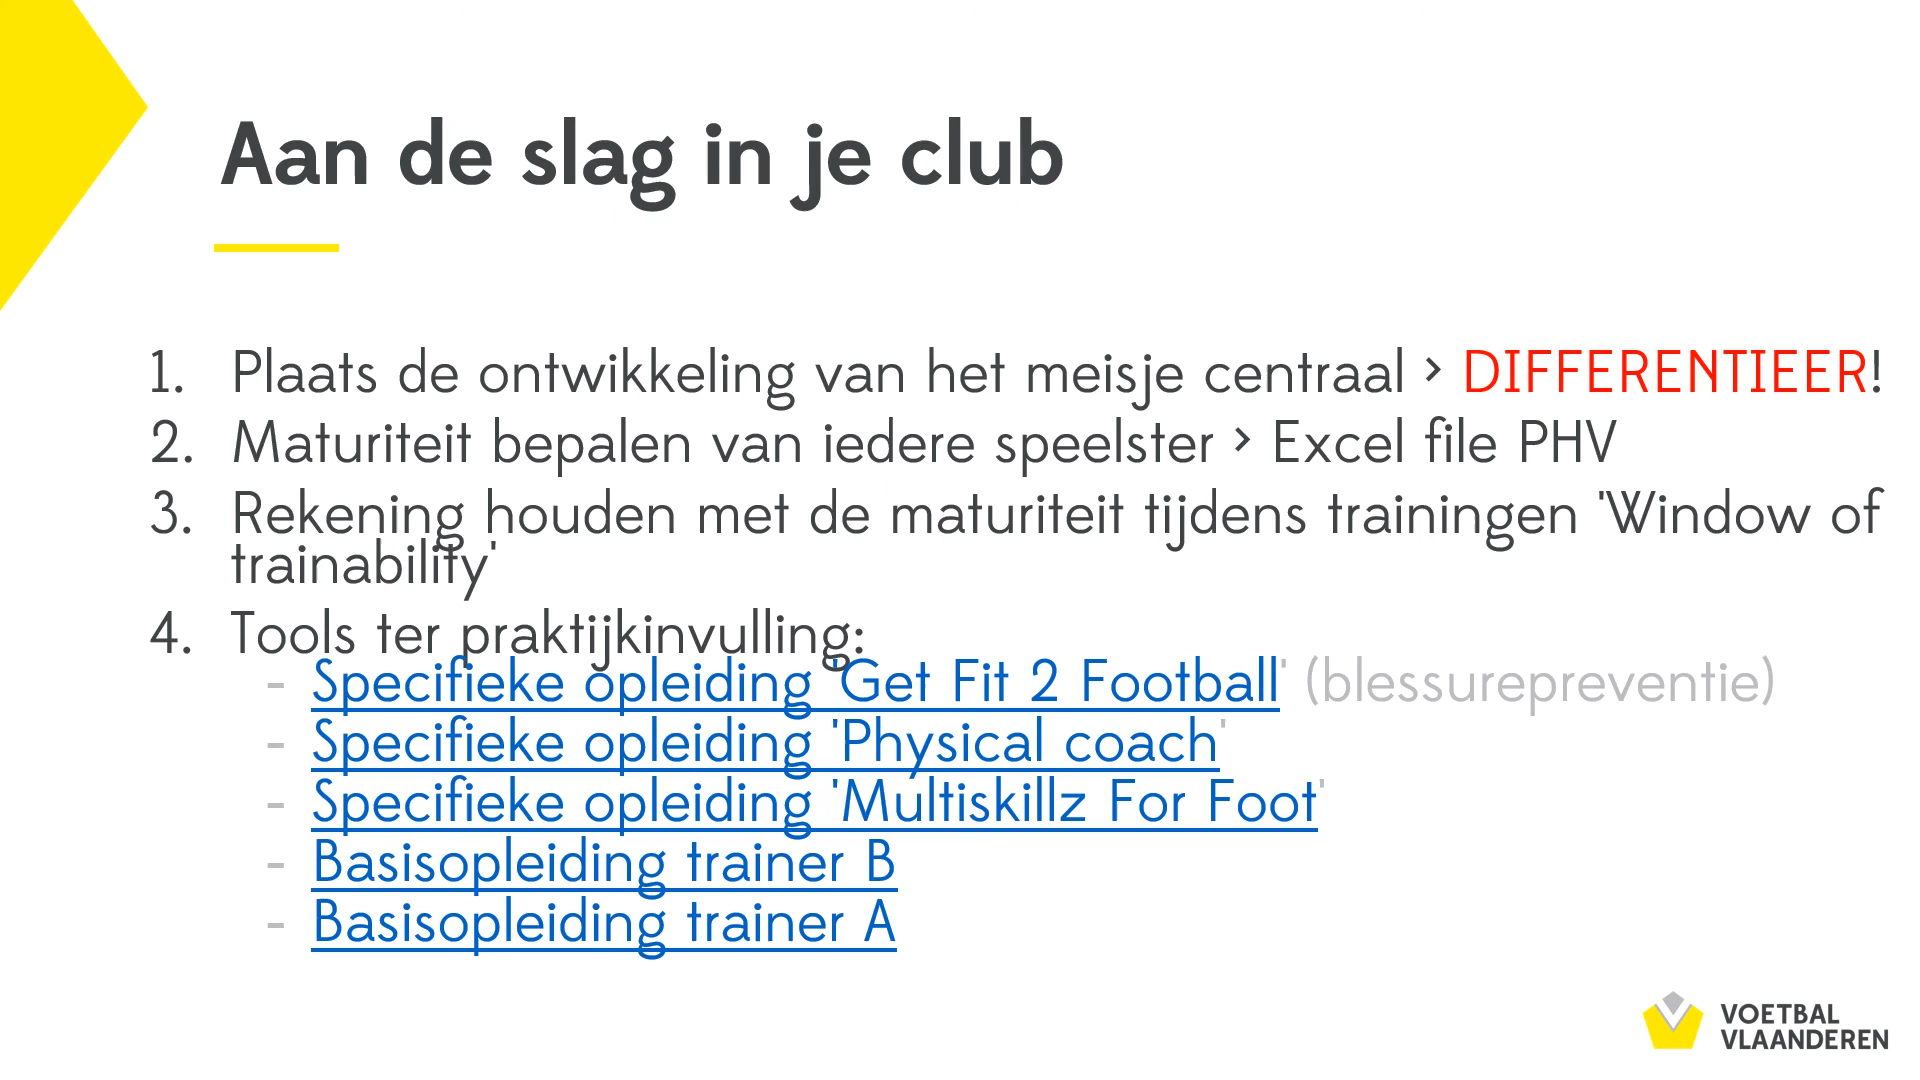 Aan de slag in je club
1. Plaats de ontwikkeling van het meisje centraal > DIFFERENTIEER!
2. Maturiteit bepalen van iedere speelster > Excel file PHV
3. Rekening houden met de maturiteit tijdens trainingen 'Window of
trainability'
4. Tools ter praktijkinvulling:
- Specifieke opleiding 'Get Fit 2 Football' (blessurepreventie)
- Specifieke opleiding 'Physical coach'
- Specifieke opleiding 'Multiskillz For Foot'
- Basisopleiding trainer B
- Basisopleiding trainer A
VOETBAL
VLAANDEREN